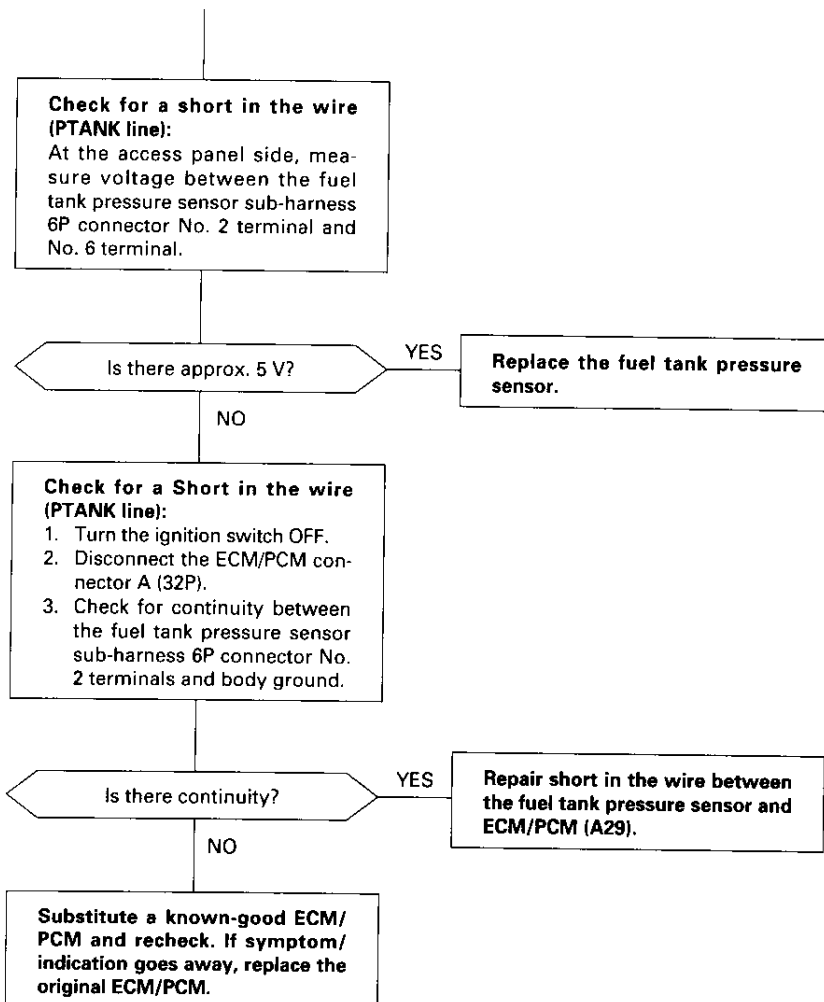 Check for a short in the wire
(PTANK line):
At the access panel side, mea-
sure voltage between the fuel
tank pressure sensor sub-harness
6P connector No. 2 terminal and
No. 6 terminal.
Is there approx. 5 V?
YES
Replace the fuel tank pressure
sensor.
NO
Check for a Short in the wire
(PTANK line):
1. Turn the ignition switch OFF.
2. Disconnect the ECM/PCM con-
nector A (32P).
3. Check for continuity between
the fuel tank pressure sensor
sub-harness 6P connector No.
2 terminals and body ground.
Is there continuity?
YES
Repair short in the wire between
the fuel tank pressure sensor and
ECM/PCM (A29).
NO
Substitute a known-good ECM/
PCM and recheck. If symptom/
indication goes away, replace the
original ECM/PCM.